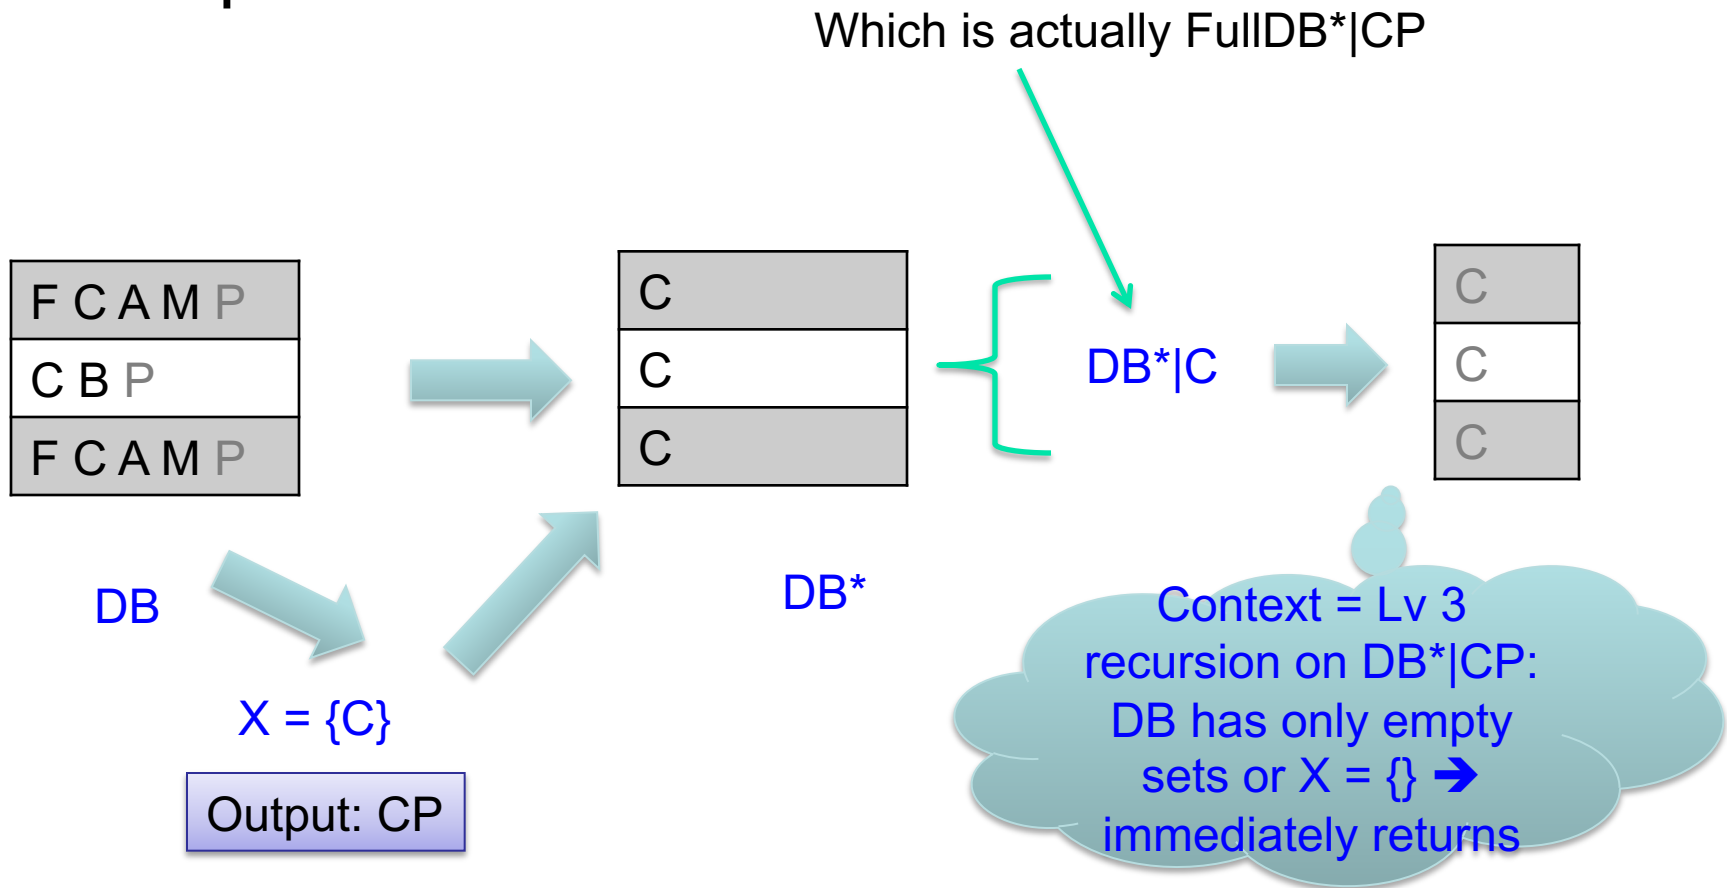 Which is actually FullDB*|CP
F C A M P
C B P
F C A M P
DB
X = {C}
Output: CP
C
C
C
DB*
DB*|C
C
C
C
Context = Lv 3
recursion on DB*|CP:
DB has only empty
sets or X = {} ➔
immediately returns